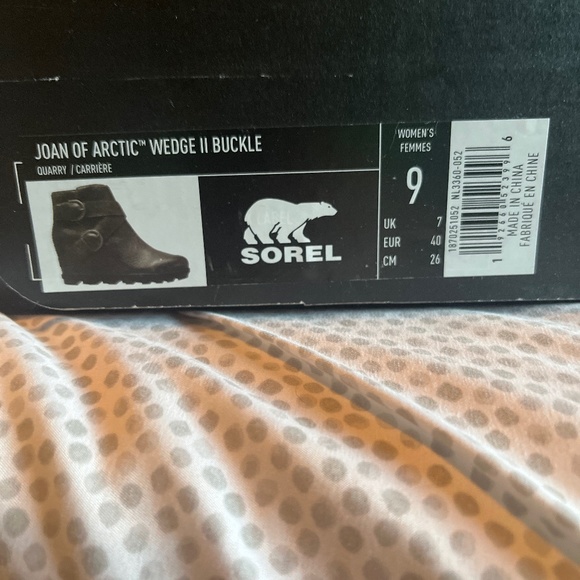 JOAN OF ARCTIC™ WEDGE II BUCKLE
QUARRY / CARRIÈRE
SOREL
WOMEN'S
FEMMES
9
UK 7
EUR 40
CM 26
1870251052 NL3360-052
MADE IN CHINA
FABRIQUÉ EN CHINE